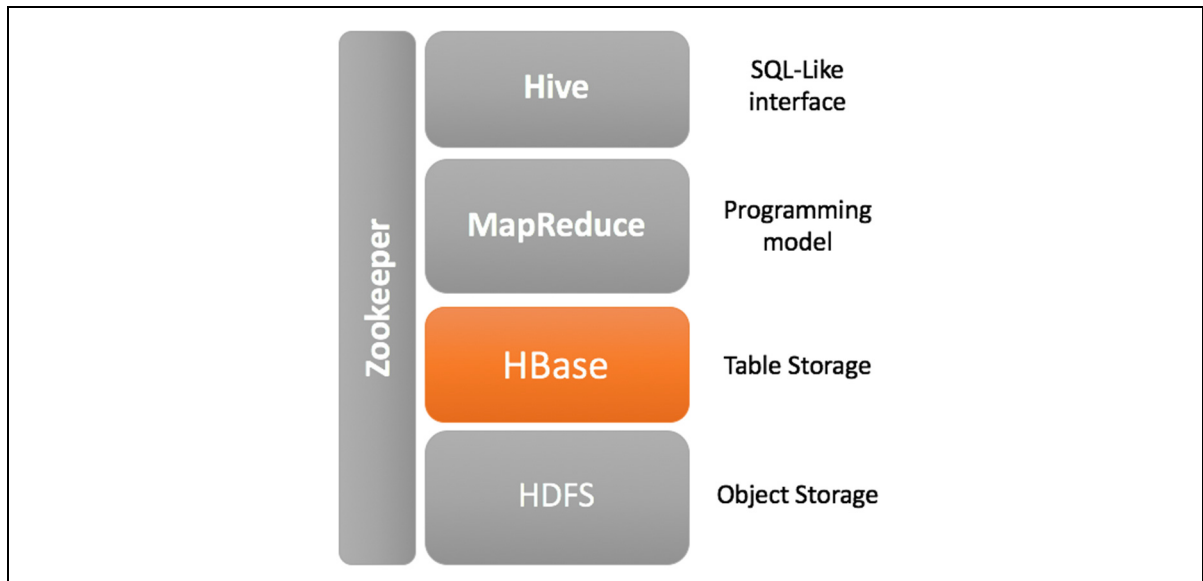 Zookeeper
Hive
SQL-Like
interface
MapReduce
Programming
model
HBase
Table Storage
HDFS
Object Storage